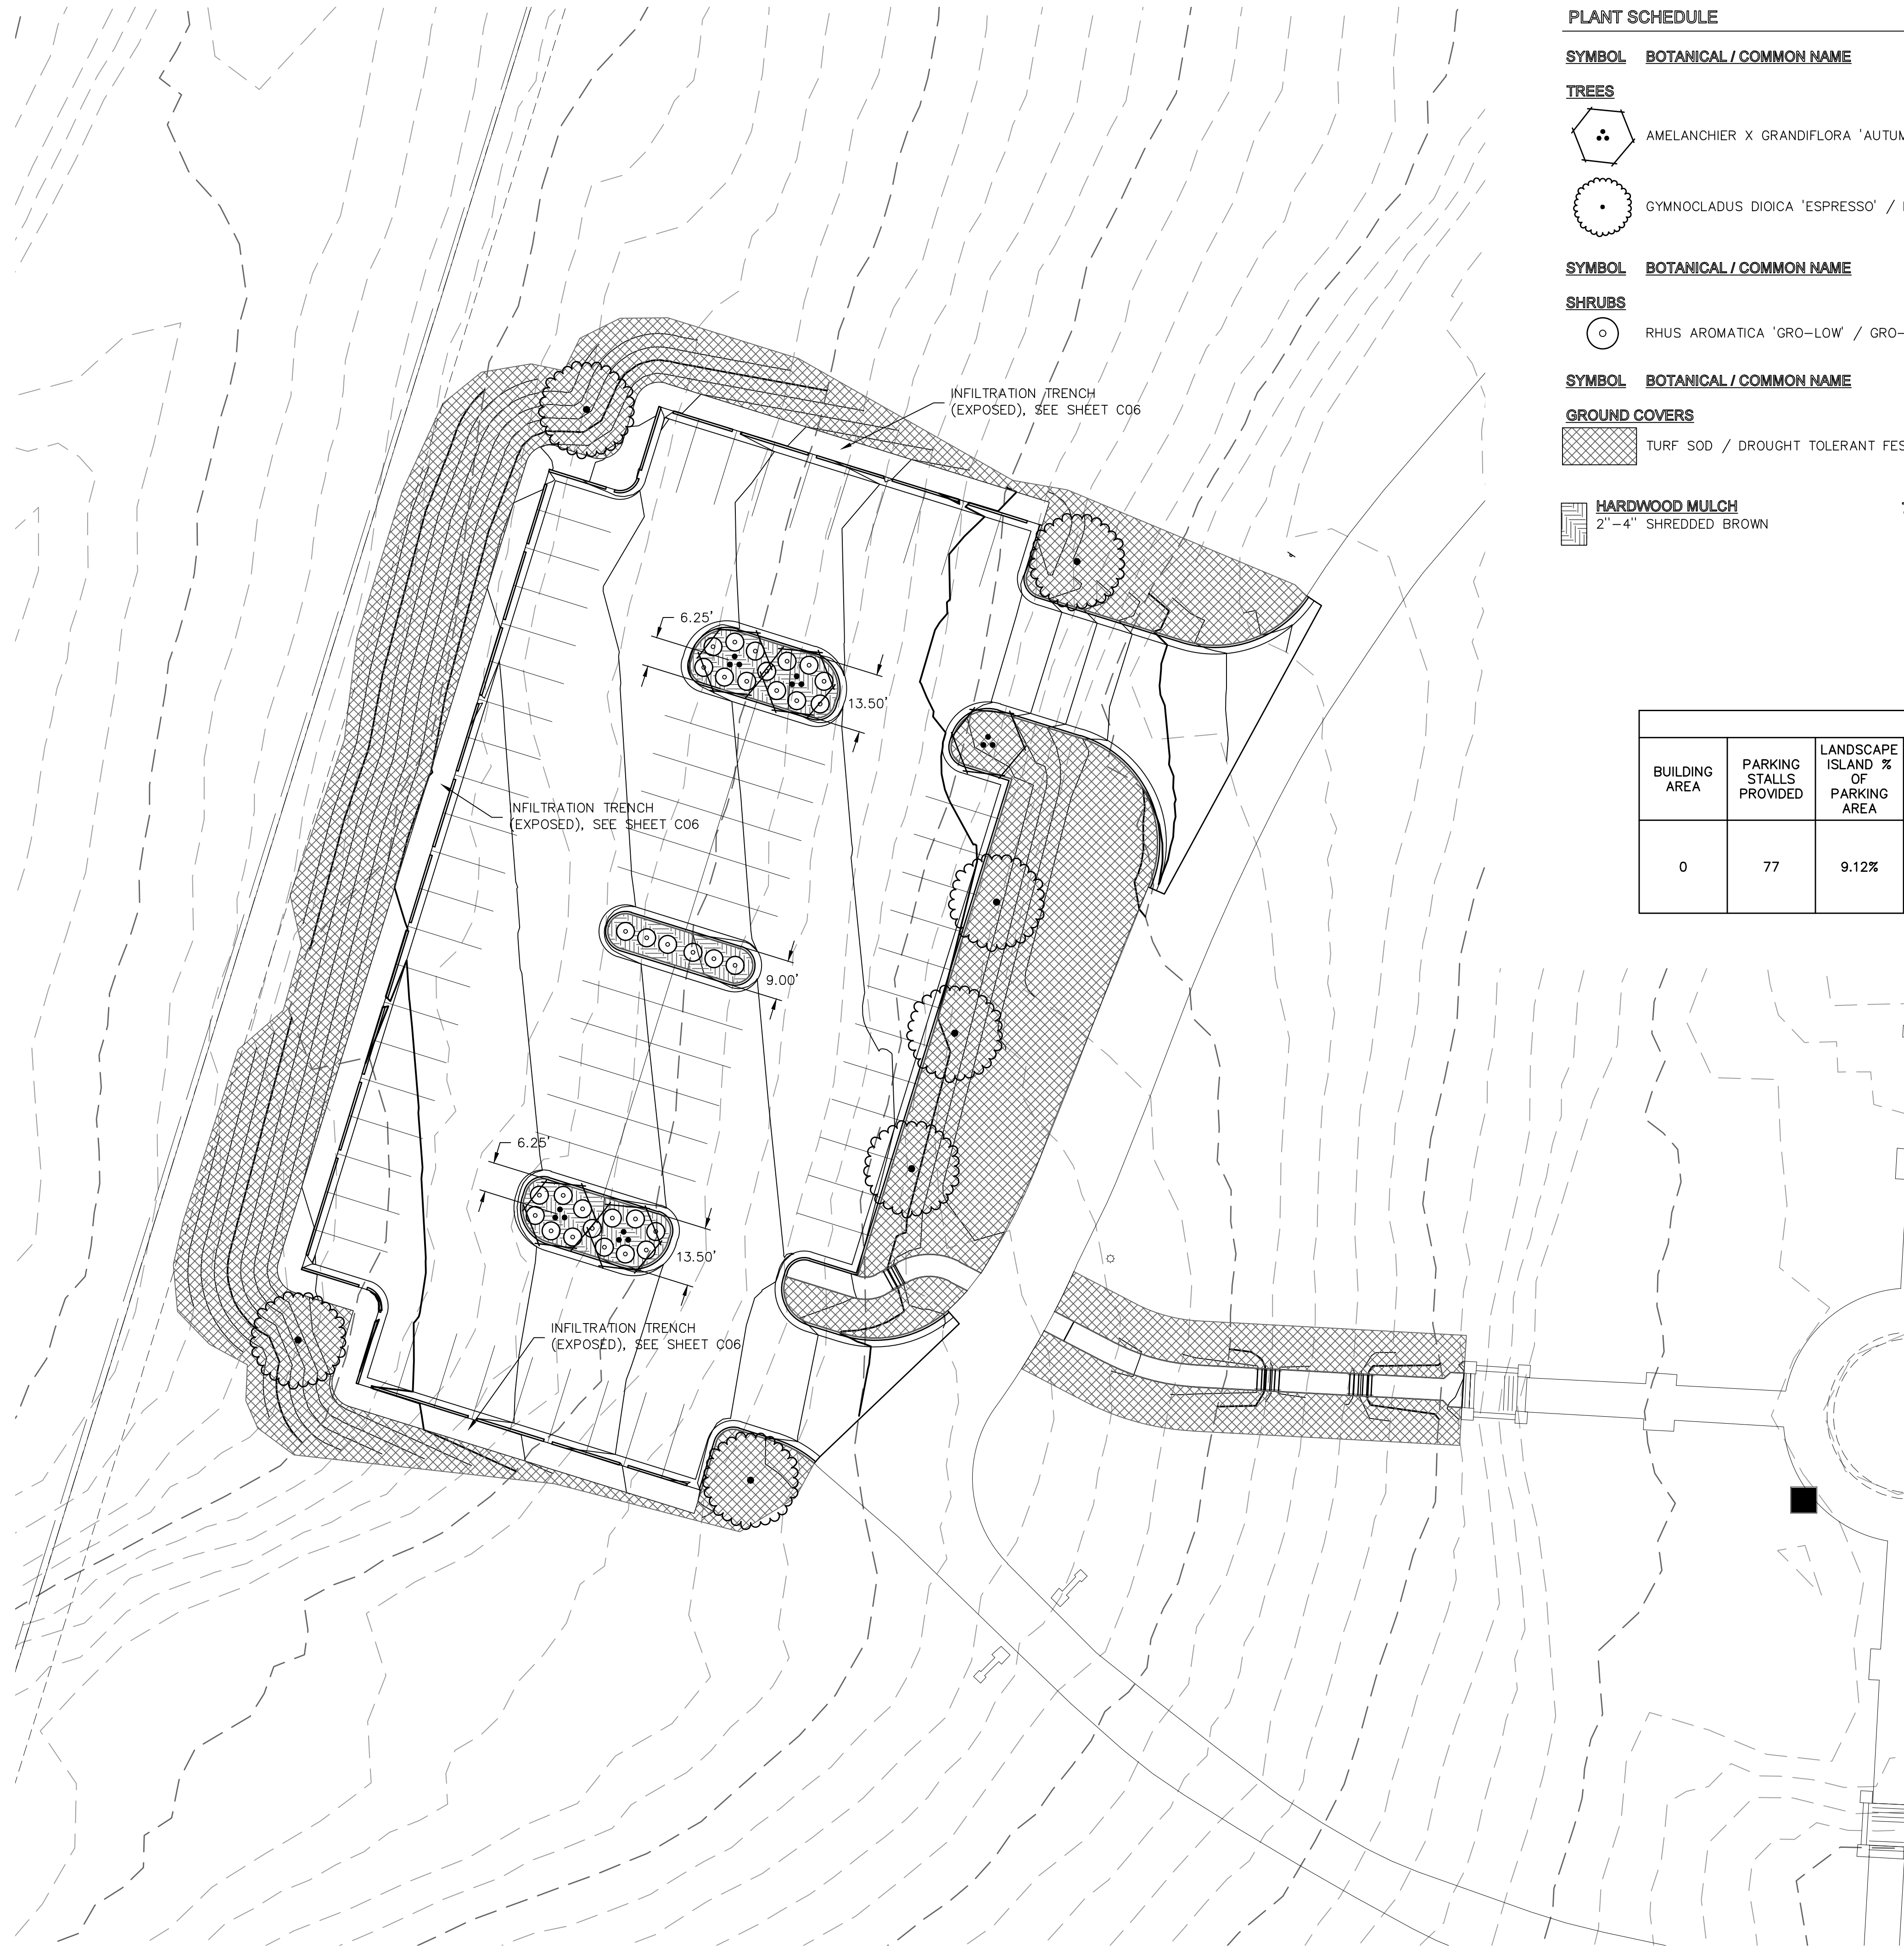 PLANT SCHEDULE
SYMBOL BOTANICAL / COMMON NAME
TREES
AMELANCHIER X GRANDIFLORA 'AUTUM
GYMNOCLADUS DIOICA 'ESPRESSO' /
SYMBOL BOTANICAL / COMMON NAME
SHRUBS
RHUS AROMATICA 'GRO-LOW' / GRO-
SYMBOL BOTANICAL / COMMON NAME
GROUND COVERS
TURF SOD / DROUGHT TOLERANT FES
HARDWOOD MULCH
2"-4" SHREDDED BROWN
INFILTRATION TRENCH
(EXPOSED), SEE SHEET C06
6.25'
13.50'
INFILTRATION TRENCH
(EXPOSED), SEE SHEET C06
9.00'
6.25'
13.50'
INFILTRATION TRENCH
(EXPOSED), SEE SHEET C06
BUILDING
AREA
PARKING
STALLS
PROVIDED
LANDSCAPE
ISLAND %
OF
PARKING
AREA
0
77
9.12%